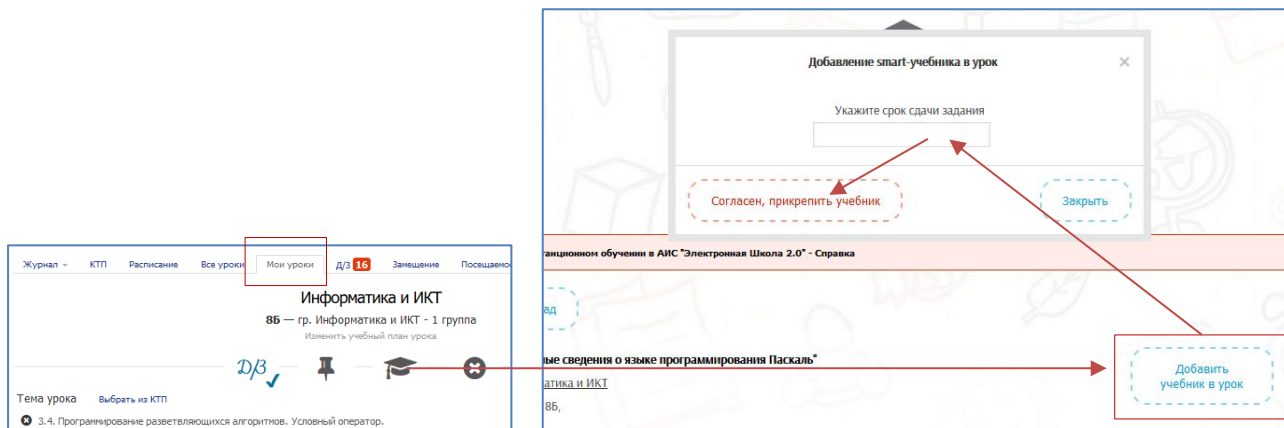 Добавление smart-учебника в урок
×
Укажите срок сдачи задания
Согласен, прикрепить учебник
Закрыть
танционном обучении в АИС "Электронная Школа 2.0" - Справка
ад
ные сведения о языке программирования Паскаль"
атика и ИКТ
8Б,
Добавить
учебник в урок
Журнал КТП Расписание Все уроки Мои уроки Д/З 16 Замещение Посещаемос
Информатика и ИКТ
8Б — гр. Информатика и ИКТ - 1 группа
Изменить учебный план урока
Д/З
Тема урока Выбрать из КТП
3.4. Программирование разветвляющихся алгоритмов. Условный оператор.